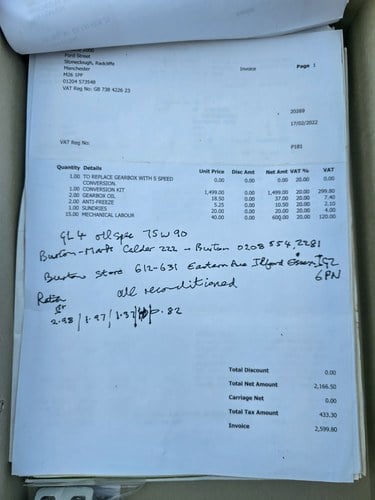 Ford Street
Stoneclough, Radcliffe
Manchester
M26 1FF
01204 573548
VAT Reg No: GB 738 4226 23
Invoice
Page 1
20269
17/02/2022
VAT Reg No:
P181
Quantity Details Unit Price Disc Amt Net Amt VAT % VAT
1.00 TO REPLACE GEARBOX WITH 5 SPEED CONVERSION. 0.00 0.00 0.00 20.00 0.00
1.00 CONVERSION KIT 1,499.00 0.00 1,499.00 20.00 299.80
2.00 GEARBOX OIL 18.50 0.00 37.00 20.00 7.40
2.00 ANTI-FREEZE 5.25 0.00 10.50 20.00 2.10
1.00 SUNDRIES 20.00 0.00 20.00 20.00 4.00
15.00 MECHANICAL LABOUR 40.00 0.00 600.00 20.00 120.00
GL4 oil spec 75W90
Burton - Calder 222 - Burton 0208 554 2281
Burton Store 612-631 Eastern Ave Ilford Essex IG2
6PN
all reconditioned
2.98 / 1.97 / 1.37 / .82
Total Discount 0.00
Total Net Amount 2,166.50
Carriage Net 0.00
Total Tax Amount 433.30
Invoice 2,599.80